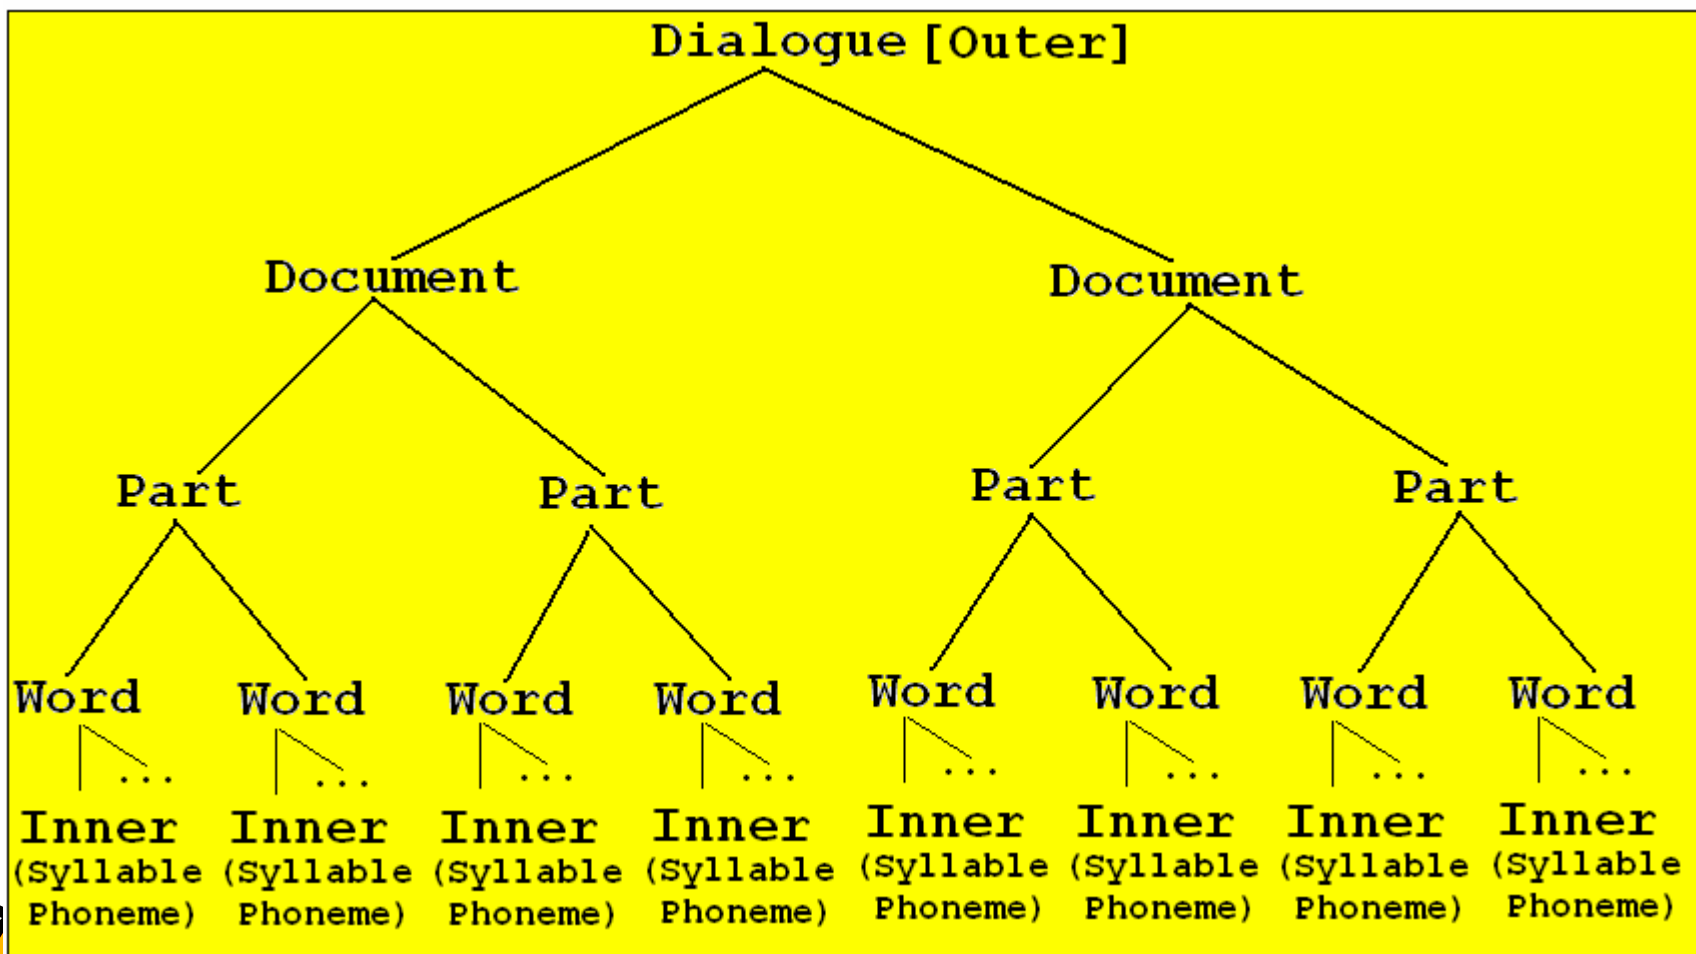 Dialogue [Outer]
Document Document
Part Part Part Part
Word Word Word Word Word Word Word Word
... ... ... ... ... ... ... ...
Inner Inner Inner Inner Inner Inner Inner Inner
(Syllable (Syllable (Syllable (Syllable (Syllable (Syllable (Syllable (Syllable
Phoneme) Phoneme) Phoneme) Phoneme) Phoneme) Phoneme) Phoneme) Phoneme)